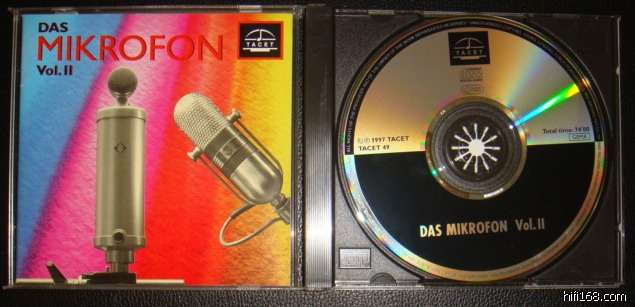 DAS
MIKROFON
Vol. II
TACET
TACET
℗ 1997 TACET
TACET 49
Total time: 74'00
GEMA
DAS MIKROFON Vol. II
hifi168.com